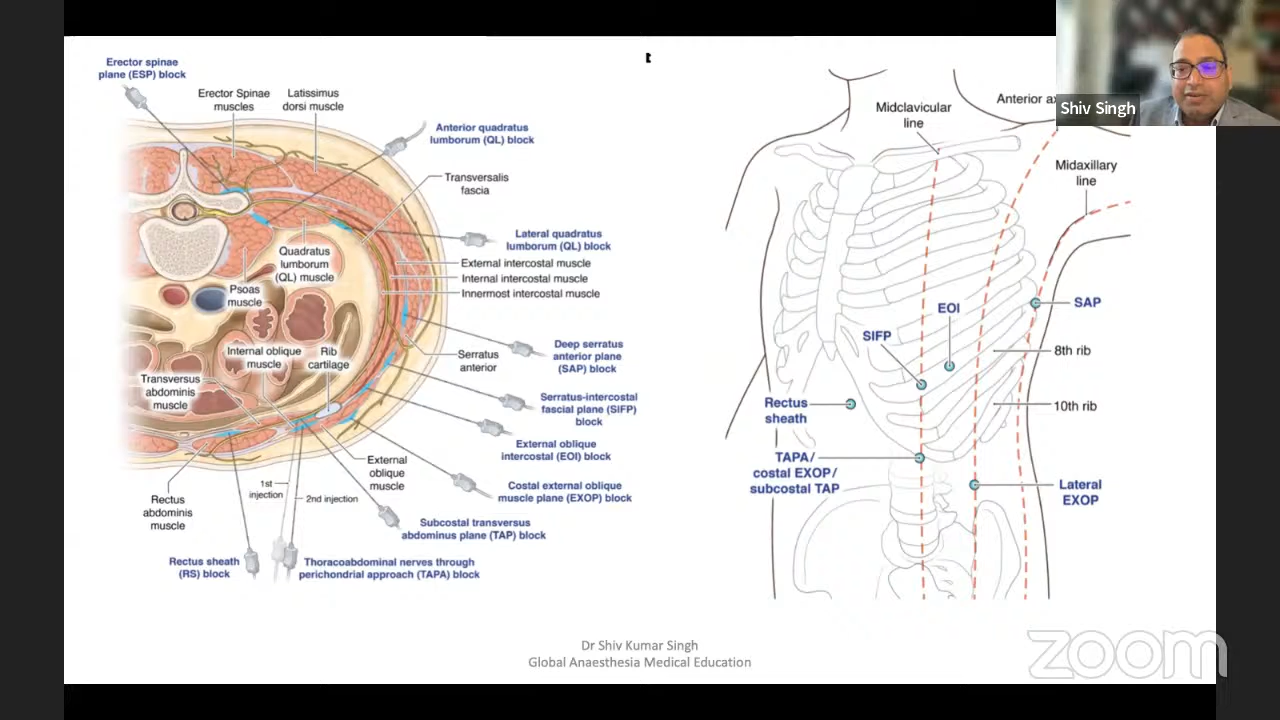 Erector spinae
plane (ESP) block
Erector Spinae
muscles
Latissimus
dorsi muscle
Anterior quadratus
lumborum (QL) block
Transversalis
fascia
Lateral quadratus
lumborum (QL) block
Quadratus
lumborum
(QL) muscle
External intercostal muscle
Internal intercostal muscle
Innermost intercostal muscle
Psoas
muscle
Deep serratus
anterior plane
(SAP) block
Serratus
anterior
Internal oblique
muscle
Rib
cartilage
Transversus
abdominis
muscle
Serratus-intercostal
fascial plane (SIFP)
block
External oblique
intercostal (EOI) block
External
oblique
muscle
Costal external oblique
muscle plane (EXOP) block
1st
injection
2nd injection
Rectus
abdominis
muscle
Subcostal transversus
abdominus plane (TAP) block
Rectus sheath
(RS) block
Thoracoabdominal nerves through
perichondrial approach (TAPA) block
Midclavicular
line
Anterior
Midaxillary
line
SAP
EOI
SIFP
8th rib
Rectus
sheath
10th rib
TAPA/
costal EXOP/
subcostal TAP
Lateral
EXOP
Shiv Singh
Dr Shiv Kumar Singh
Global Anaesthesia Medical Education
zoom